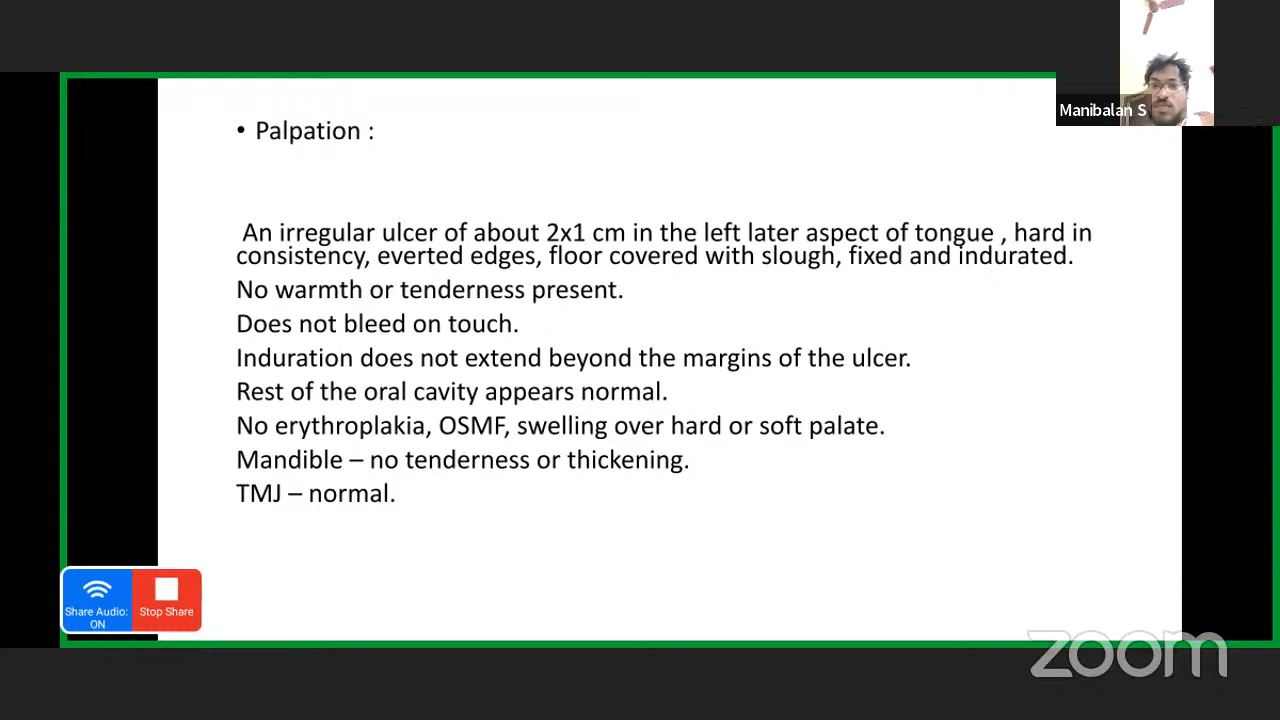 Manibalan S
• Palpation :
An irregular ulcer of about 2x1 cm in the left later aspect of tongue , hard in
consistency, everted edges, floor covered with slough, fixed and indurated.
No warmth or tenderness present.
Does not bleed on touch.
Induration does not extend beyond the margins of the ulcer.
Rest of the oral cavity appears normal.
No erythroplakia, OSMF, swelling over hard or soft palate.
Mandible – no tenderness or thickening.
TMJ – normal.
Share Audio:
ON
Stop Share
zoom